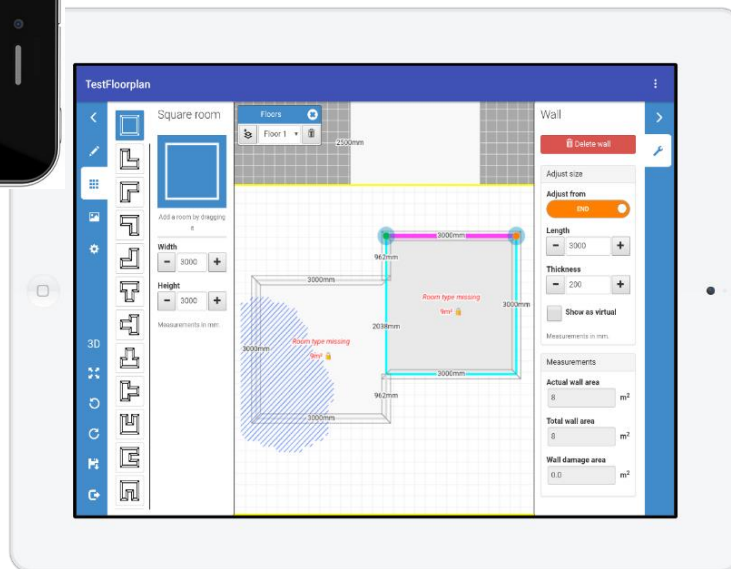 TestFloorplan
3D
Square room
Add a room by dragging
it
Width
- 3000 +
Height
- 3000 +
Measurements in mm.
Floors
Floor 1
2500mm
3000mm
962mm
3000mm
Room type missing
9m²
3000mm
2038mm
Room type missing
9m²
3000mm
3000mm
962mm
3000mm
Wall
Delete wall
Adjust size
Adjust from
END
Length
- 3000 +
Thickness
- 200 +
Show as virtual
Measurements in mm.
Measurements
Actual wall area
8 m²
Total wall area
8 m²
Wall damage area
0.0 m²